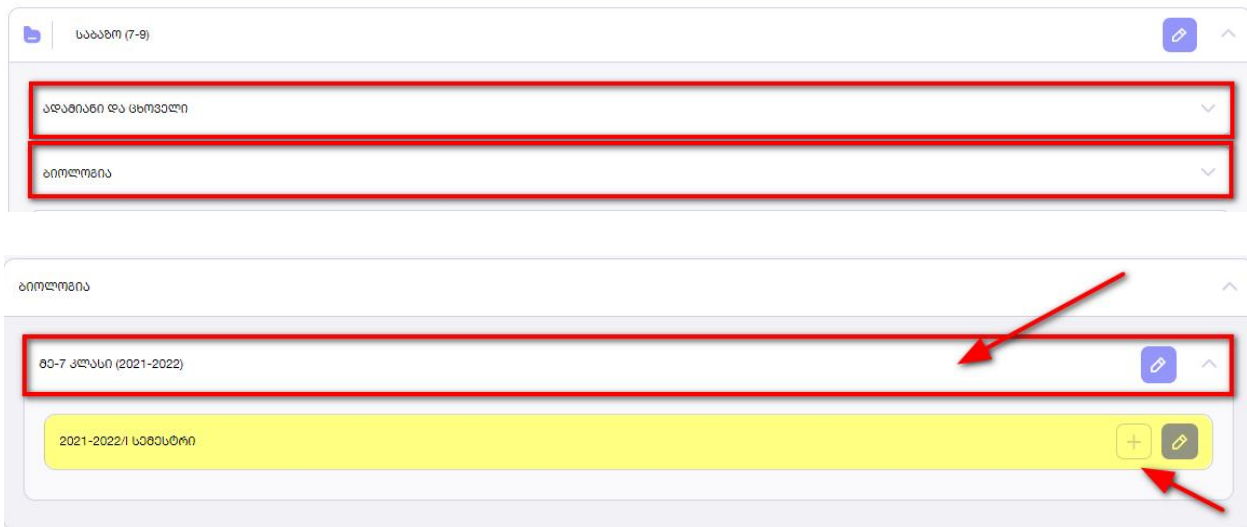 საბაზო (7-9)
ადამიანი და ცხოველი
ბიოლოგია
ბიოლოგია
მე-7 კლასი (2021-2022)
2021-2022/I სემესტრი